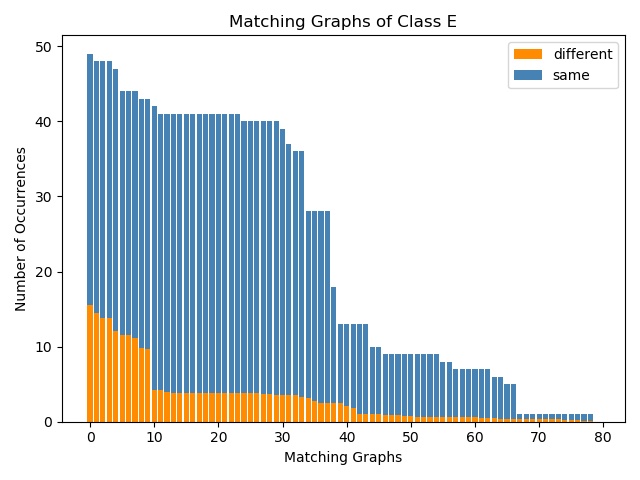 Matching Graphs of Class E
different
same
Number of Occurrences
50
40
30
20
10
0
0 10 20 30 40 50 60 70 80
Matching Graphs